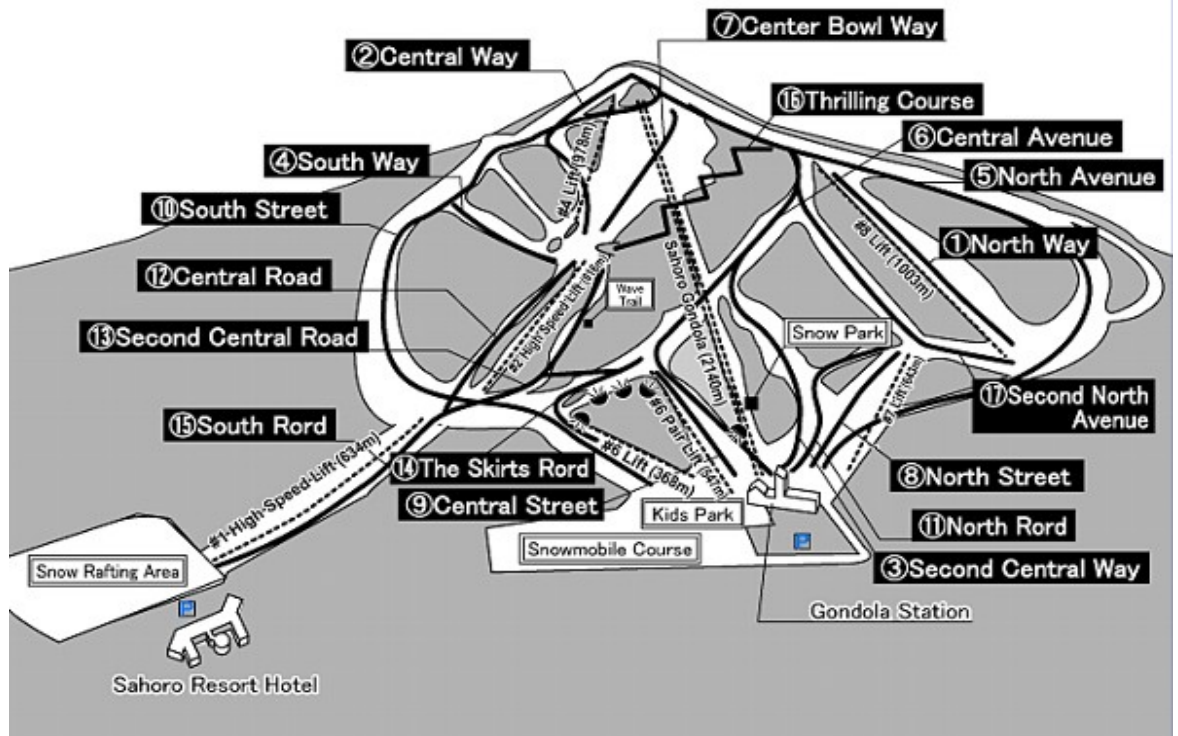 ⑦Center Bowl Way
②Central Way
⑯Thrilling Course
⑥Central Avenue
④South Way
⑤North Avenue
#4 Lift (978m)
⑩South Street
①North Way
#8 Lift (1003m)
⑫Central Road
Sahoro Gondola (2140m)
Wave
Trail
#2 High Speed Lift
⑬Second Central Road
Snow Park
#7 Lift (643m)
⑰Second North
Avenue
⑮South Rord
#6 Pair Lift (547m)
#1 High Speed Lift (634m)
⑭The Skirts Rord
#6 Lift (368m)
⑧North Street
⑨Central Street
Kids Park
⑪North Rord
Snowmobile Course
Snow Rafting Area
③Second Central Way
P
P
Gondola Station
Sahoro Resort Hotel